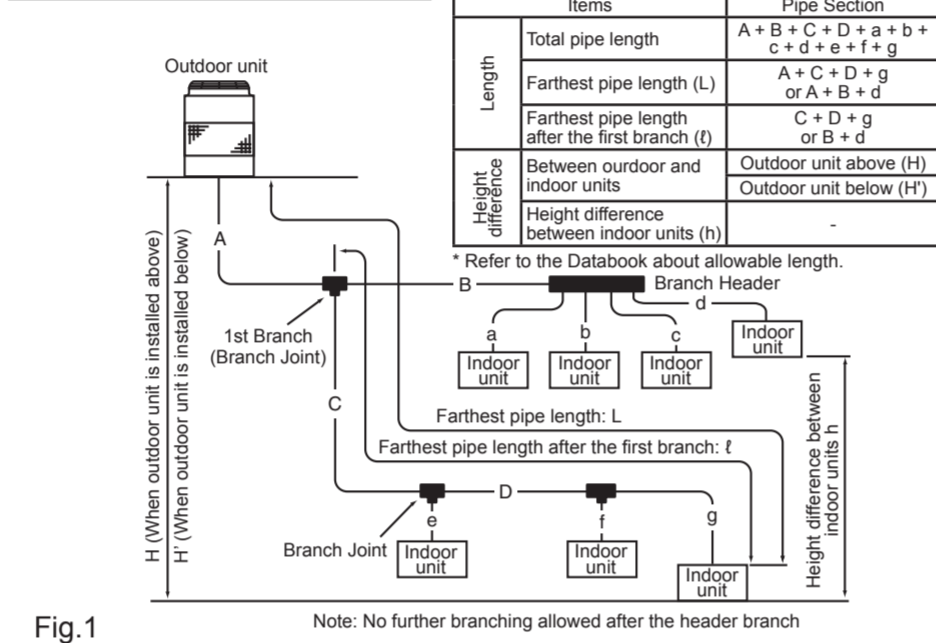 Items Pipe Section
Length
Total pipe length
A + B + C + D + a + b +
c + d + e + f + g
Farthest pipe length (L)
A + C + D + g
or A + B + d
Farthest pipe length
after the first branch (ℓ)
C + D + g
or B + d
Height
difference
Between ourdoor and
indoor units
Outdoor unit above (H)
Outdoor unit below (H')
Height difference
between indoor units (h)
-
* Refer to the Databook about allowable length.
Outdoor unit
A
B
Branch Header
d
1st Branch
(Branch Joint)
a
b
c
Indoor
unit
Indoor
unit
Indoor
unit
Indoor
unit
C
H (When outdoor unit is installed above)
H' (When outdoor unit is installed below)
Farthest pipe length: L
Farthest pipe length after the first branch: ℓ
Height difference between
indoor units h
D
e
f
g
Branch Joint
Indoor
unit
Indoor
unit
Indoor
unit
Fig.1
Note: No further branching allowed after the header branch